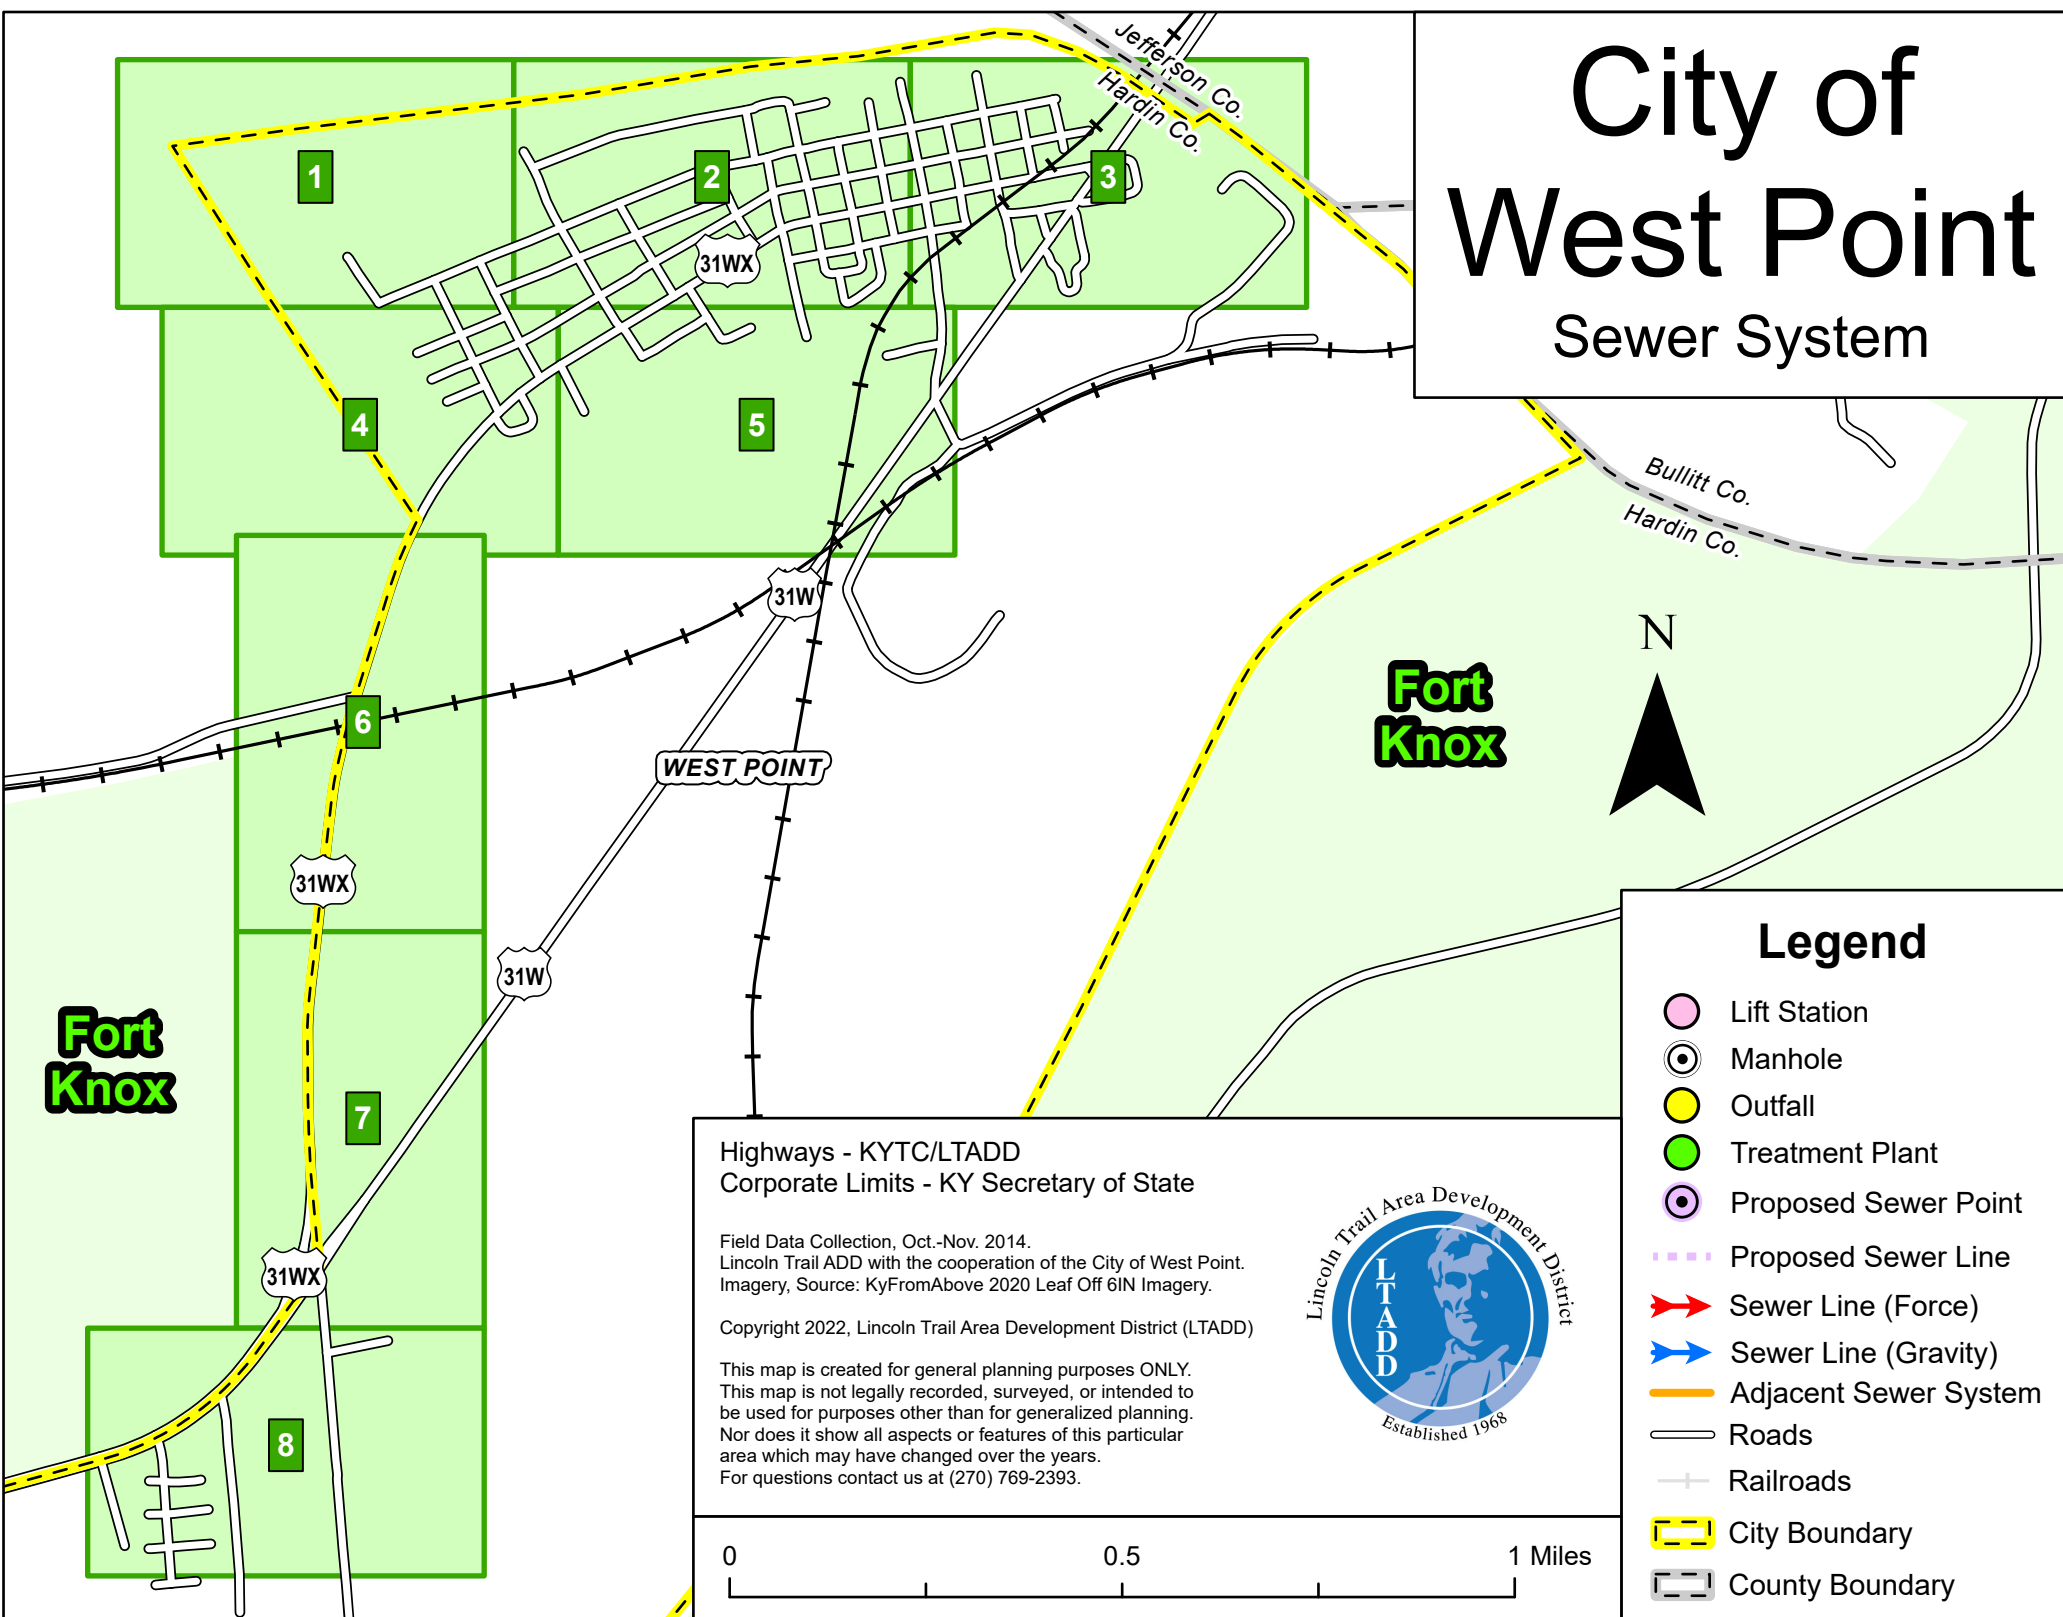 City of
West Point
Sewer System
Jefferson Co.
Hardin Co.
1
2
3
31WX
4
5
Bullitt Co.
Hardin Co.
31W
N
Fort
Knox
6
WEST POINT
31WX
31W
Fort
Knox
7
31WX
8
Highways - KYTC/LTADD
Corporate Limits - KY Secretary of State
Field Data Collection, Oct.-Nov. 2014.
Lincoln Trail ADD with the cooperation of the City of West Point.
Imagery, Source: KyFromAbove 2020 Leaf Off 6IN Imagery.
Copyright 2022, Lincoln Trail Area Development District (LTADD)
This map is created for general planning purposes ONLY.
This map is not legally recorded, surveyed, or intended to
be used for purposes other than for generalized planning.
Nor does it show all aspects or features of this particular
area which may have changed over the years.
For questions contact us at (270) 769-2393.
Lincoln Trail Area Development District
LTADD
Established 1968
0 0.5 1 Miles
Legend
Lift Station
Manhole
Outfall
Treatment Plant
Proposed Sewer Point
Proposed Sewer Line
Sewer Line (Force)
Sewer Line (Gravity)
Adjacent Sewer System
Roads
Railroads
City Boundary
County Boundary